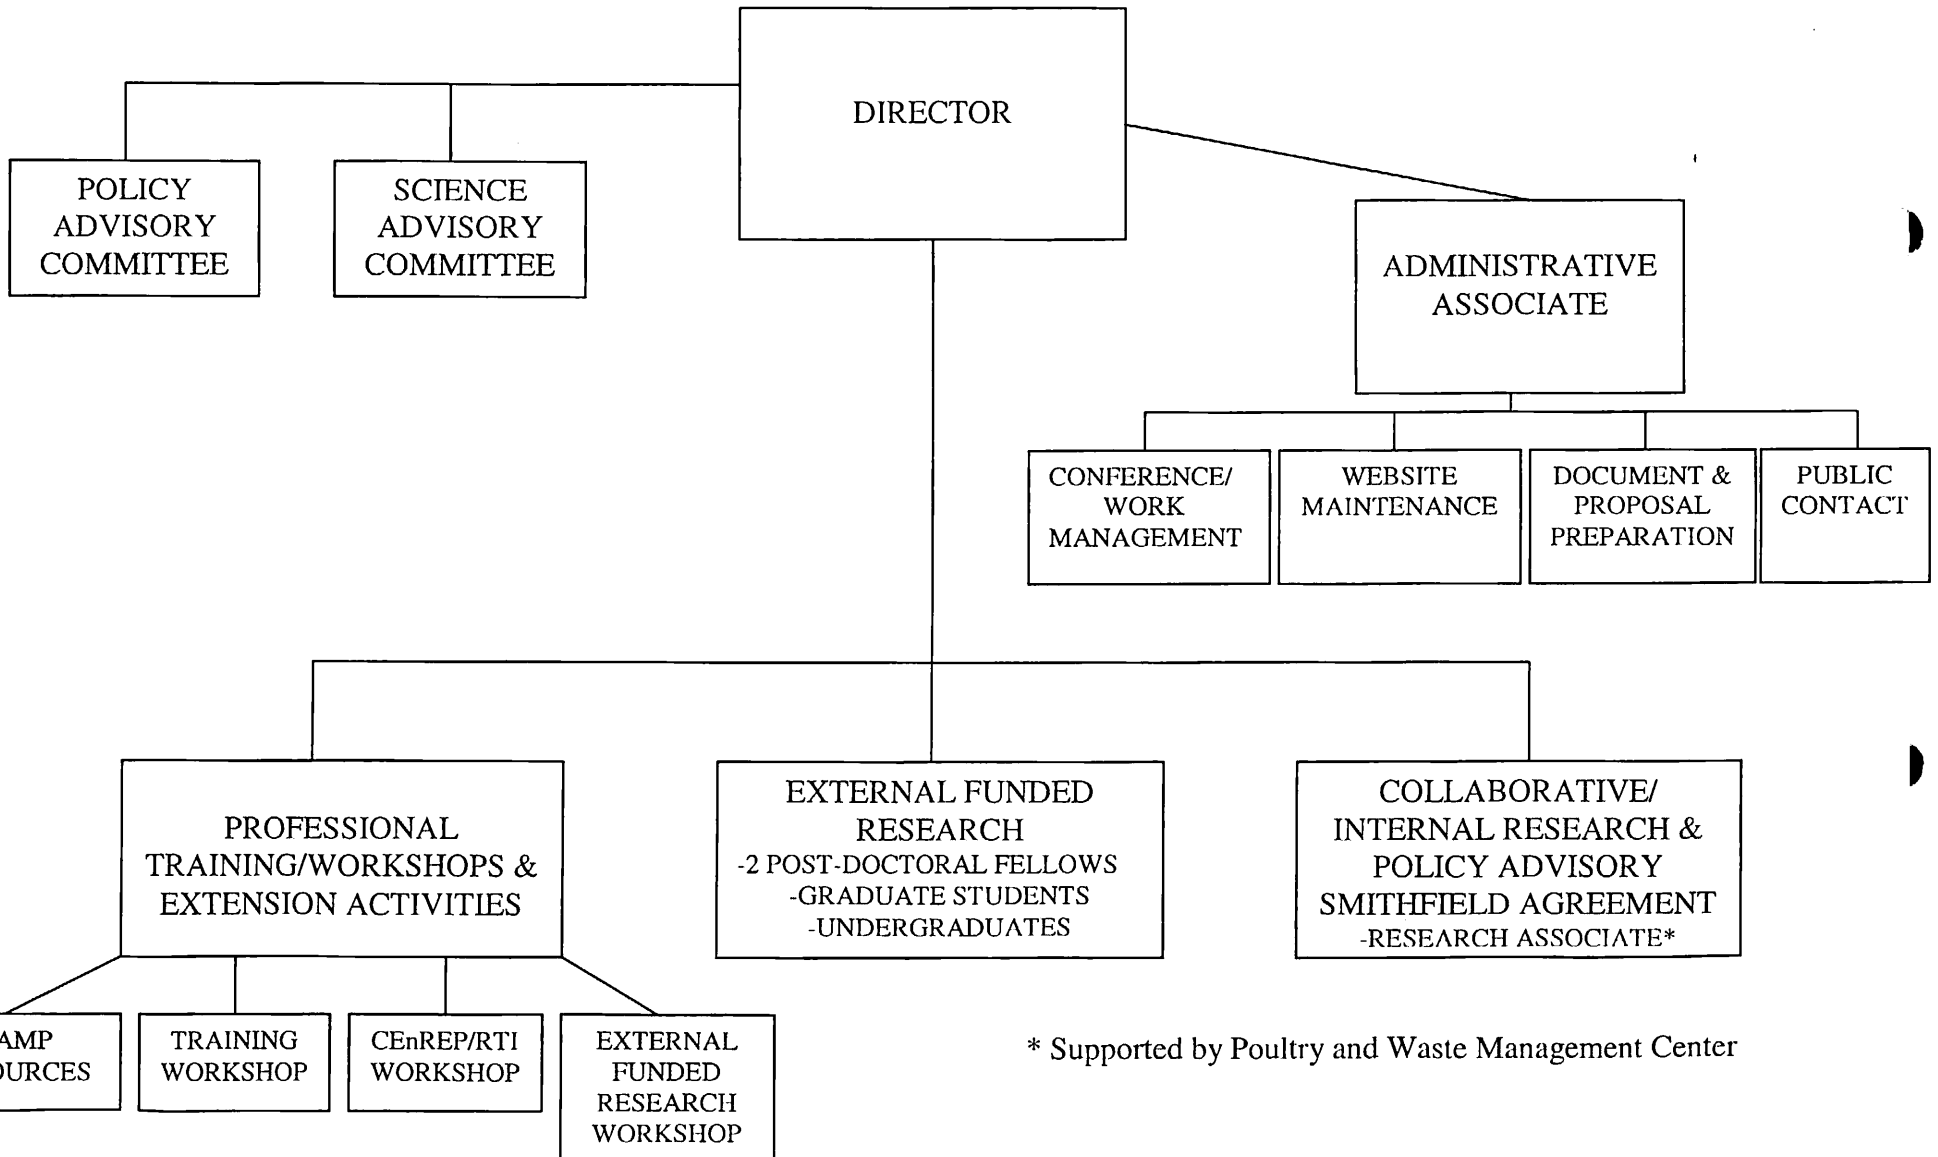 DIRECTOR
POLICY
ADVISORY
COMMITTEE
SCIENCE
ADVISORY
COMMITTEE
ADMINISTRATIVE
ASSOCIATE
CONFERENCE/
WORK
MANAGEMENT
WEBSITE
MAINTENANCE
DOCUMENT &
PROPOSAL
PREPARATION
PUBLIC
CONTACT
PROFESSIONAL
TRAINING/WORKSHOPS &
EXTENSION ACTIVITIES
EXTERNAL FUNDED
RESEARCH
-2 POST-DOCTORAL FELLOWS
-GRADUATE STUDENTS
-UNDERGRADUATES
COLLABORATIVE/
INTERNAL RESEARCH &
POLICY ADVISORY
SMITHFIELD AGREEMENT
-RESEARCH ASSOCIATE*
TRAINING
WORKSHOP
CEnREP/RTI
WORKSHOP
EXTERNAL
FUNDED
RESEARCH
WORKSHOP
* Supported by Poultry and Waste Management Center